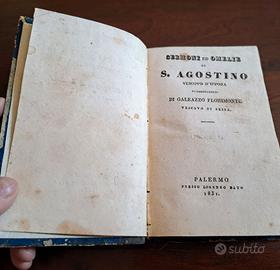 SERMONI ED OMELIE
DI
S. AGOSTINO
VESCOVO D'IPPONA
DI GALEAZZO FLORIMONTE
VESCOVO DI SESSA.
PALERMO
PRESSO LORENZO DATO
1831.
subito